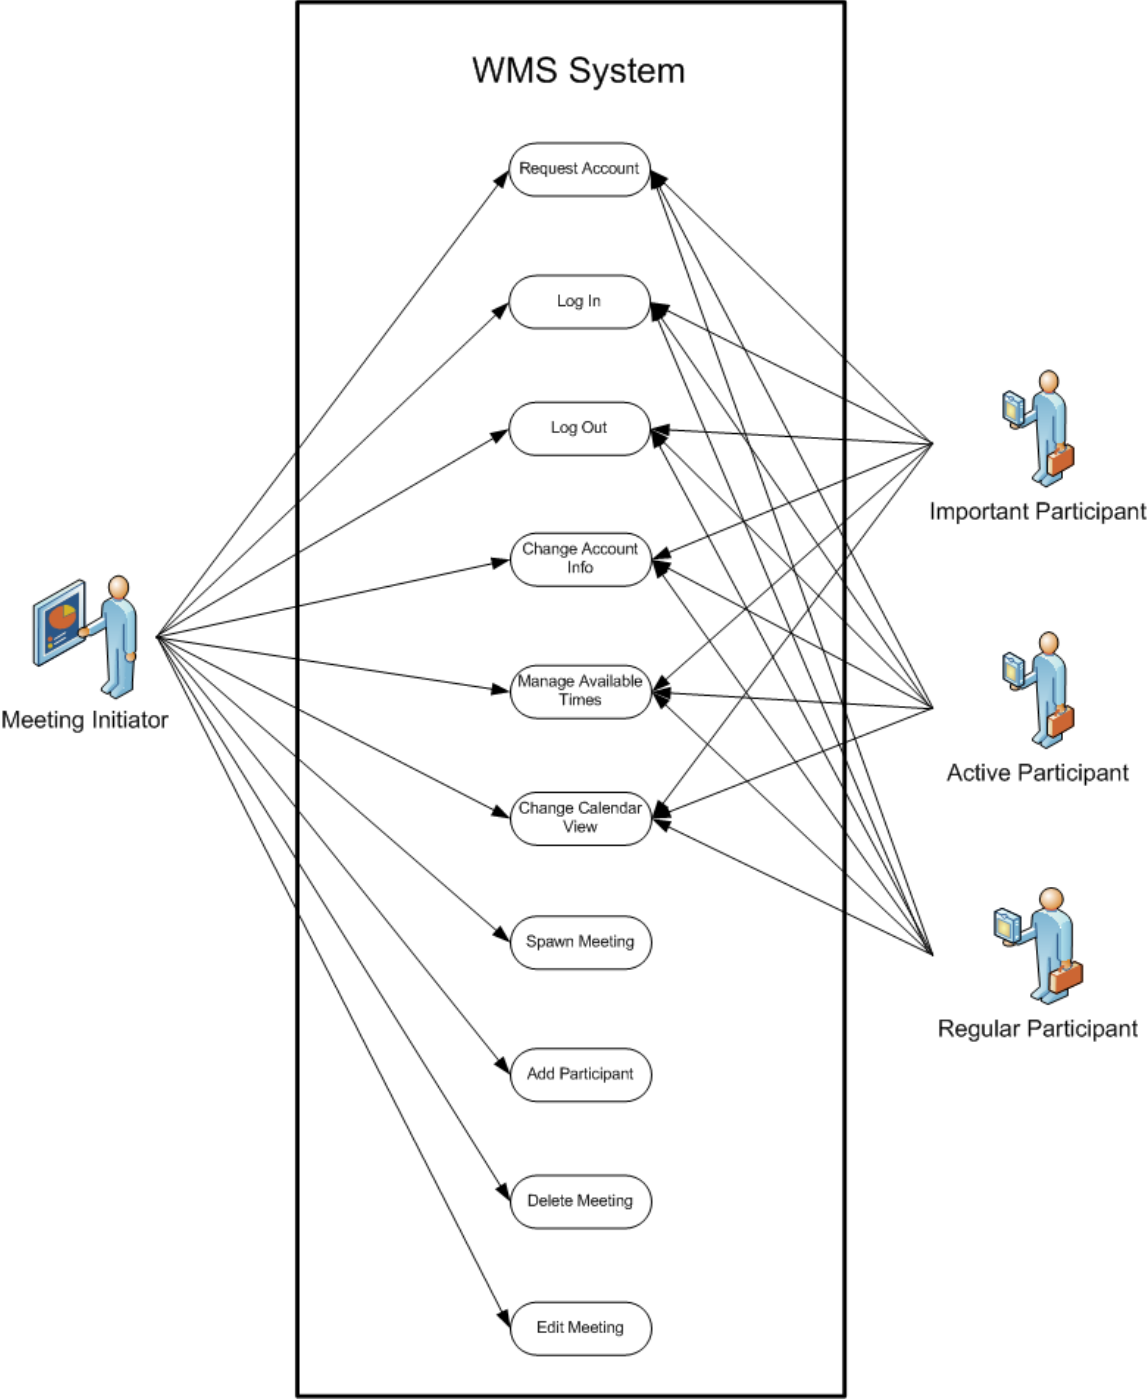 WMS System
Request Account
Log In
Log Out
Change Account
Info
Manage Available
Times
Change Calendar
View
Spawn Meeting
Add Participant
Delete Meeting
Edit Meeting
Meeting Initiator
Important Participant
Active Participant
Regular Participant